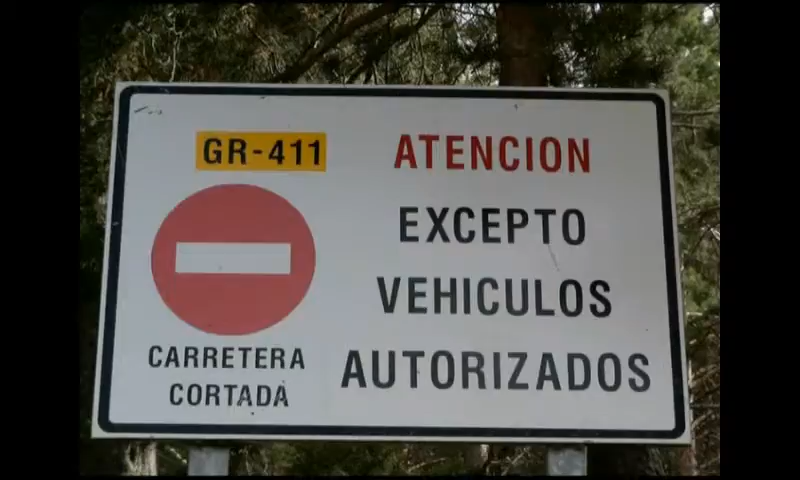 GR-411
CARRETERA
CORTADA
ATENCION
EXCEPTO
VEHICULOS
AUTORIZADOS